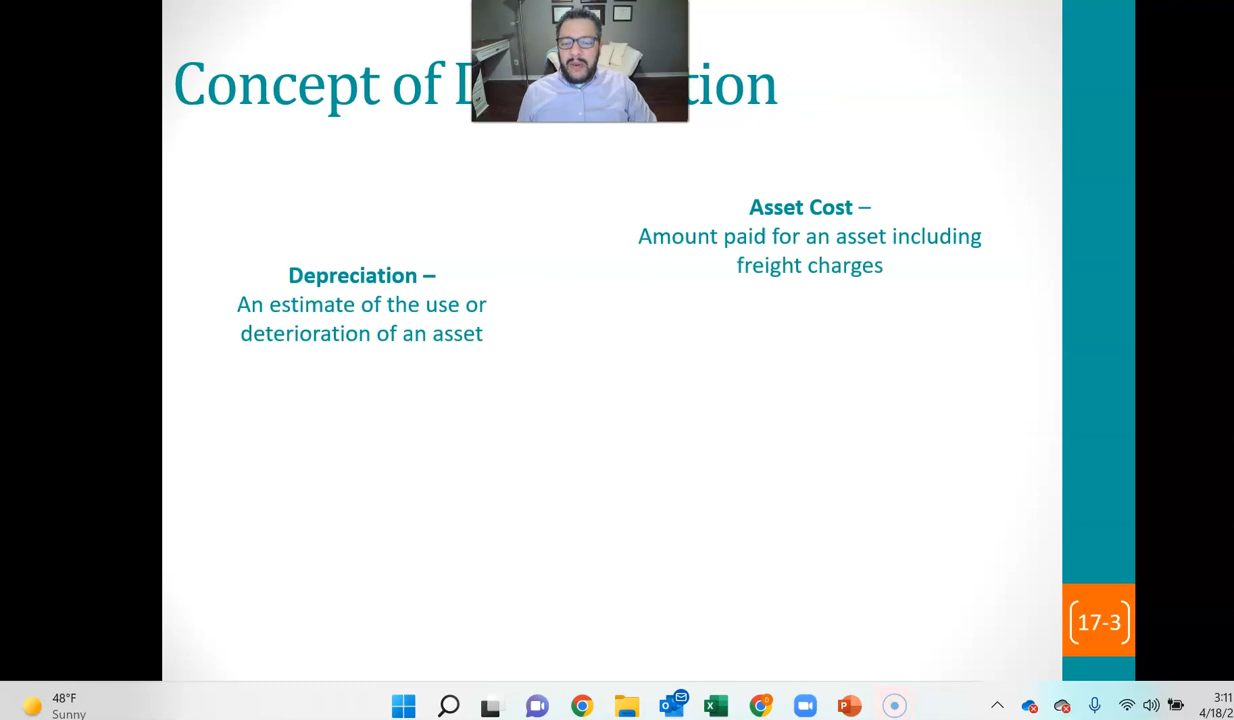 Concept of D tion
Asset Cost –
Amount paid for an asset including
freight charges
Depreciation –
An estimate of the use or
deterioration of an asset
17-3
48°F
Sunny
3:11
4/18/2